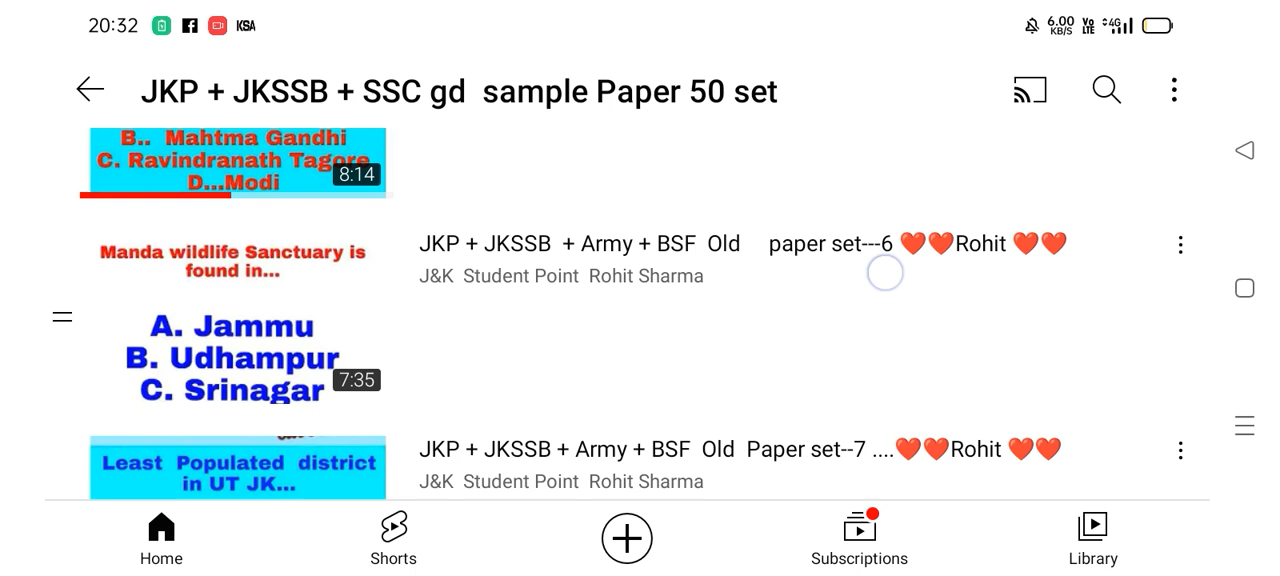 20:32
KSA
6.00 KB/S
Vo LTE
4G
JKP + JKSSB + SSC gd sample Paper 50 set
B.. Mahtma Gandhi
C. Ravindranath Tagore
D...Modi
8:14
Manda wildlife Sanctuary is
found in...
A. Jammu
B. Udhampur
C. Srinagar
7:35
JKP + JKSSB + Army + BSF Old paper set---6 ❤️❤️Rohit ❤️❤️
J&K Student Point Rohit Sharma
Least Populated district
in UT JK...
JKP + JKSSB + Army + BSF Old Paper set--7 ....❤️❤️Rohit ❤️❤️
J&K Student Point Rohit Sharma
Home
Shorts
Subscriptions
Library